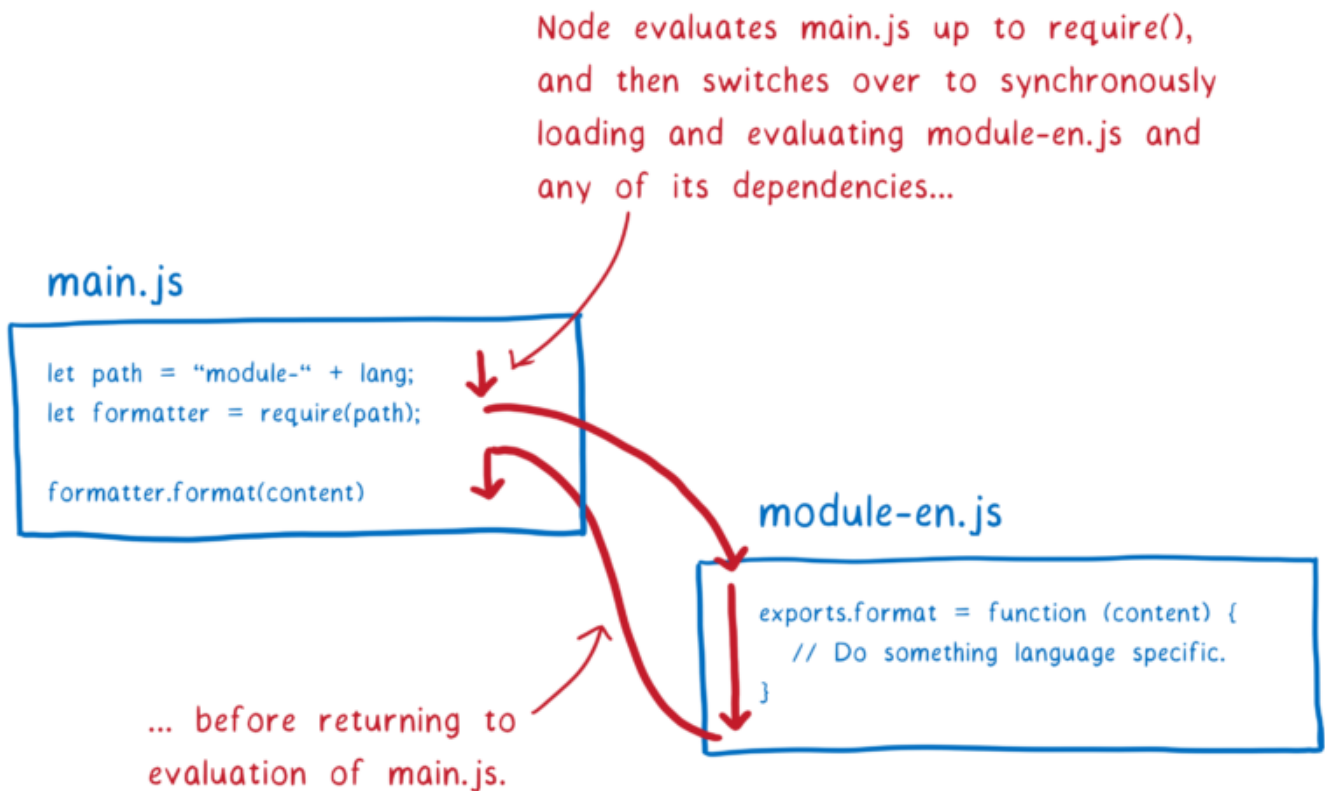 Node evaluates main.js up to require(),
and then switches over to synchronously
loading and evaluating module-en.js and
any of its dependencies...
main.js
let path = “module-“ + lang;
let formatter = require(path);
formatter.format(content)
module-en.js
exports.format = function (content) {
// Do something language specific.
}
... before returning to
evaluation of main.js.